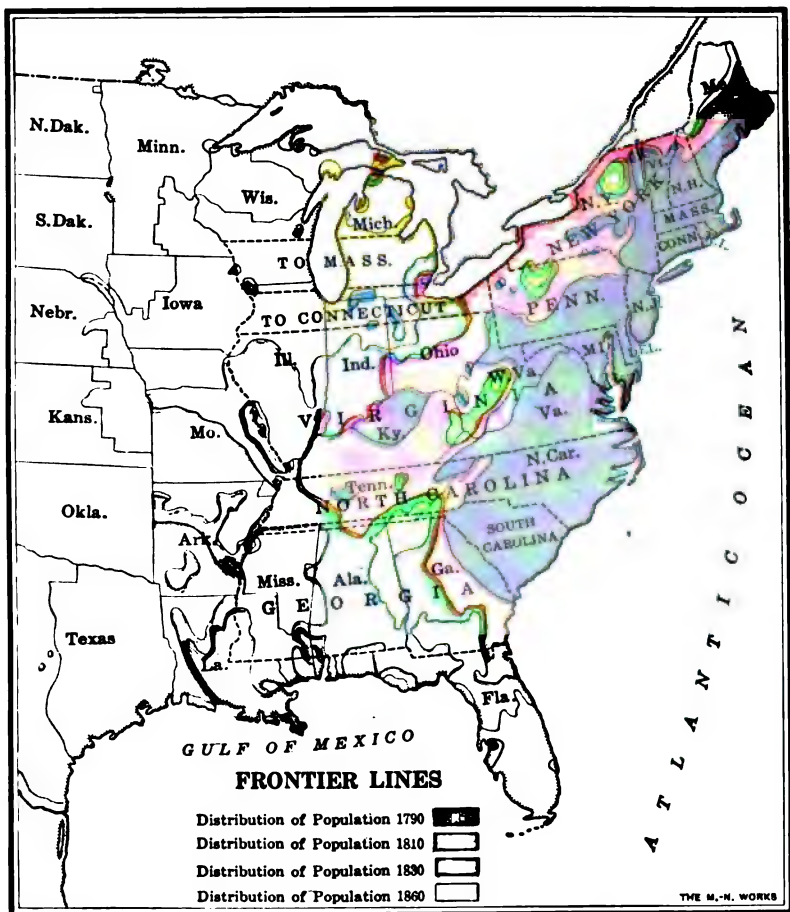 Me.
N.Dak.
Minn.
Wis.
Mich.
N.Y.
N.H.
S.Dak.
NEW YORK
MASS.
CONN.
R.I.
TO MASS.
Nebr.
Iowa
TO CONNECTICUT
PENN.
N.J.
Ill.
Ind.
Ohio
W. Va.
DEL.
Kans.
Mo.
VIRGINIA
Ky.
Va.
N.Car.
Tenn.
NORTH CAROLINA
Okla.
Ark.
SOUTH
CAROLINA
Miss.
Ala.
Ga.
GEORGIA
Texas
La.
Fla.
ATLANTIC OCEAN
GULF OF MEXICO
FRONTIER LINES
Distribution of Population 1790
Distribution of Population 1810
Distribution of Population 1830
Distribution of Population 1860
THE M.-N. WORKS